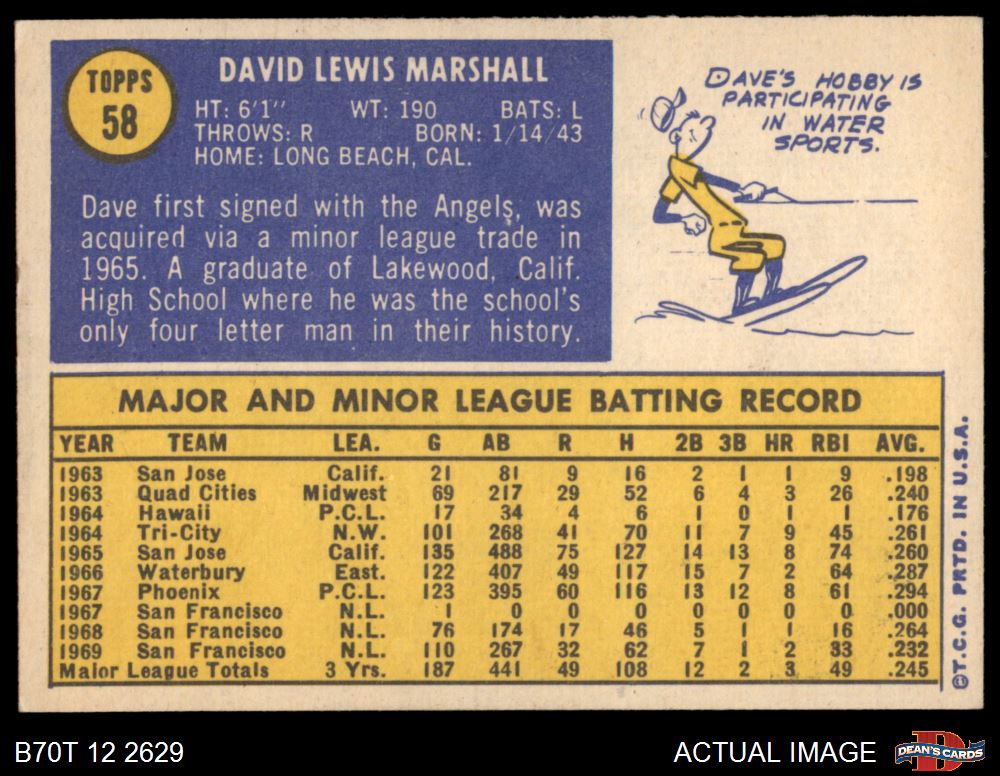 TOPPS
58
DAVID LEWIS MARSHALL
HT: 6'1" WT: 190 BATS: L
THROWS: R BORN: 1/14/43
HOME: LONG BEACH, CAL.
Dave first signed with the Angels, was
acquired via a minor league trade in
1965. A graduate of Lakewood, Calif.
High School where he was the school's
only four letter man in their history.
DAVE'S HOBBY IS
PARTICIPATING
IN WATER
SPORTS.
MAJOR AND MINOR LEAGUE BATTING RECORD
YEAR TEAM LEA. G AB R H 2B 3B HR RBI AVG.
1963 San Jose Calif. 21 81 9 16 2 1 1 9 .198
1963 Quad Cities Midwest 69 217 29 52 6 4 3 26 .240
1964 Hawaii P.C.L. 17 34 4 6 1 0 1 1 .176
1964 Tri-City N.W. 101 268 41 70 11 7 9 45 .261
1965 San Jose Calif. 135 488 75 127 14 13 8 74 .260
1966 Waterbury East. 122 407 49 117 15 7 2 64 .287
1967 Phoenix P.C.L. 123 395 60 116 13 12 8 61 .294
1967 San Francisco N.L. 1 0 0 0 0 0 0 0 .000
1968 San Francisco N.L. 76 174 17 46 5 1 1 16 .264
1969 San Francisco N.L. 110 267 32 62 7 1 2 33 .232
Major League Totals 3 Yrs. 187 441 49 108 12 2 3 49 .245
©T.C.G. PRTD. IN U.S.A.
B70T 12 2629
ACTUAL IMAGE
D
DEAN'S CARDS